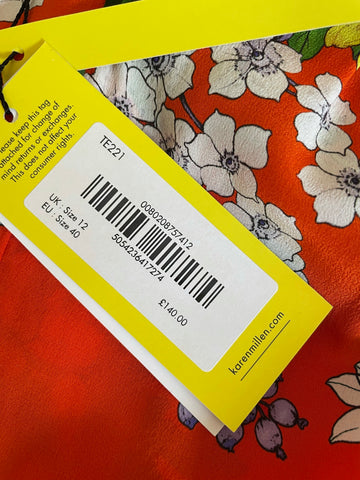 Please keep this tag
attached for change of
mind returns or exchanges.
This does not affect your
consumer rights.
TE221
UK : Size 12
EU : Size 40
0080208757412
5054236417274
£140.00
karenmillen.com